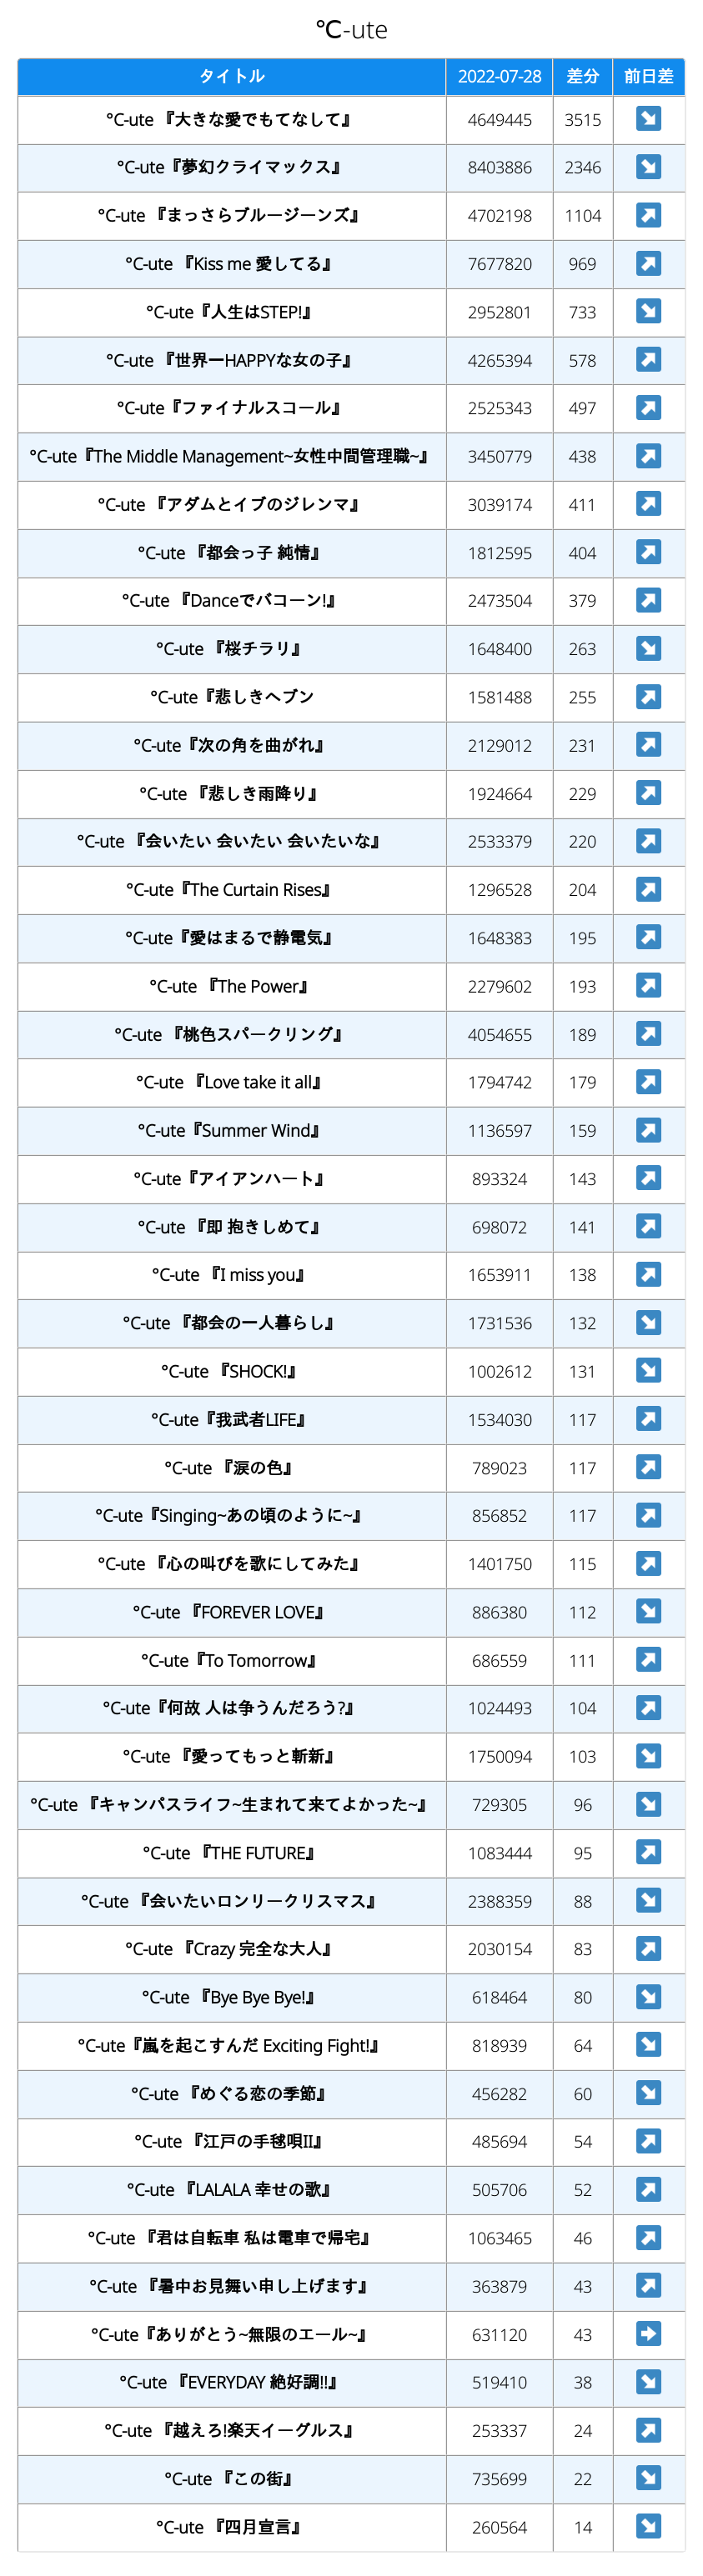 ℃-ute
タイトル 2022-07-28 差分 前日差
°C-ute 『大きな愛でもてなして』 4649445 3515 ↘
°C-ute『夢幻クライマックス』 8403886 2346 ↘
°C-ute 『まっさらブルージーンズ』 4702198 1104 ↗
°C-ute 『Kiss me 愛してる』 7677820 969 ↗
°C-ute『人生はSTEP!』 2952801 733 ↘
°C-ute 『世界一HAPPYな女の子』 4265394 578 ↗
°C-ute『ファイナルスコール』 2525343 497 ↗
°C-ute『The Middle Management~女性中間管理職~』 3450779 438 ↗
°C-ute 『アダムとイブのジレンマ』 3039174 411 ↗
°C-ute 『都会っ子 純情』 1812595 404 ↗
°C-ute 『Danceでバコーン!』 2473504 379 ↗
°C-ute 『桜チラリ』 1648400 263 ↘
°C-ute『悲しきヘブン 1581488 255 ↗
°C-ute『次の角を曲がれ』 2129012 231 ↗
°C-ute 『悲しき雨降り』 1924664 229 ↗
°C-ute 『会いたい 会いたい 会いたいな』 2533379 220 ↗
°C-ute『The Curtain Rises』 1296528 204 ↗
°C-ute『愛はまるで静電気』 1648383 195 ↗
°C-ute 『The Power』 2279602 193 ↗
°C-ute 『桃色スパークリング』 4054655 189 ↗
°C-ute 『Love take it all』 1794742 179 ↗
°C-ute『Summer Wind』 1136597 159 ↗
°C-ute『アイアンハート』 893324 143 ↗
°C-ute 『即 抱きしめて』 698072 141 ↗
°C-ute 『I miss you』 1653911 138 ↗
°C-ute 『都会の一人暮らし』 1731536 132 ↘
°C-ute 『SHOCK!』 1002612 131 ↘
°C-ute『我武者LIFE』 1534030 117 ↗
°C-ute 『涙の色』 789023 117 ↗
°C-ute『Singing~あの頃のように~』 856852 117 ↗
°C-ute 『心の叫びを歌にしてみた』 1401750 115 ↗
°C-ute 『FOREVER LOVE』 886380 112 ↘
°C-ute『To Tomorrow』 686559 111 ↗
°C-ute『何故 人は争うんだろう?』 1024493 104 ↗
°C-ute 『愛ってもっと斬新』 1750094 103 ↘
°C-ute 『キャンパスライフ~生まれて来てよかった~』 729305 96 ↘
°C-ute 『THE FUTURE』 1083444 95 ↗
°C-ute 『会いたいロンリークリスマス』 2388359 88 ↘
°C-ute 『Crazy 完全な大人』 2030154 83 ↗
°C-ute 『Bye Bye Bye!』 618464 80 ↘
°C-ute『嵐を起こすんだ Exciting Fight!』 818939 64 ↘
°C-ute 『めぐる恋の季節』 456282 60 ↘
°C-ute 『江戸の手毬唄II』 485694 54 ↗
°C-ute 『LALALA 幸せの歌』 505706 52 ↗
°C-ute 『君は自転車 私は電車で帰宅』 1063465 46 ↗
°C-ute 『暑中お見舞い申し上げます』 363879 43 ↗
°C-ute『ありがとう~無限のエール~』 631120 43 →
°C-ute 『EVERYDAY 絶好調!!』 519410 38 ↘
°C-ute 『越えろ!楽天イーグルス』 253337 24 ↗
°C-ute 『この街』 735699 22 ↘
°C-ute 『四月宣言』 260564 14 ↘